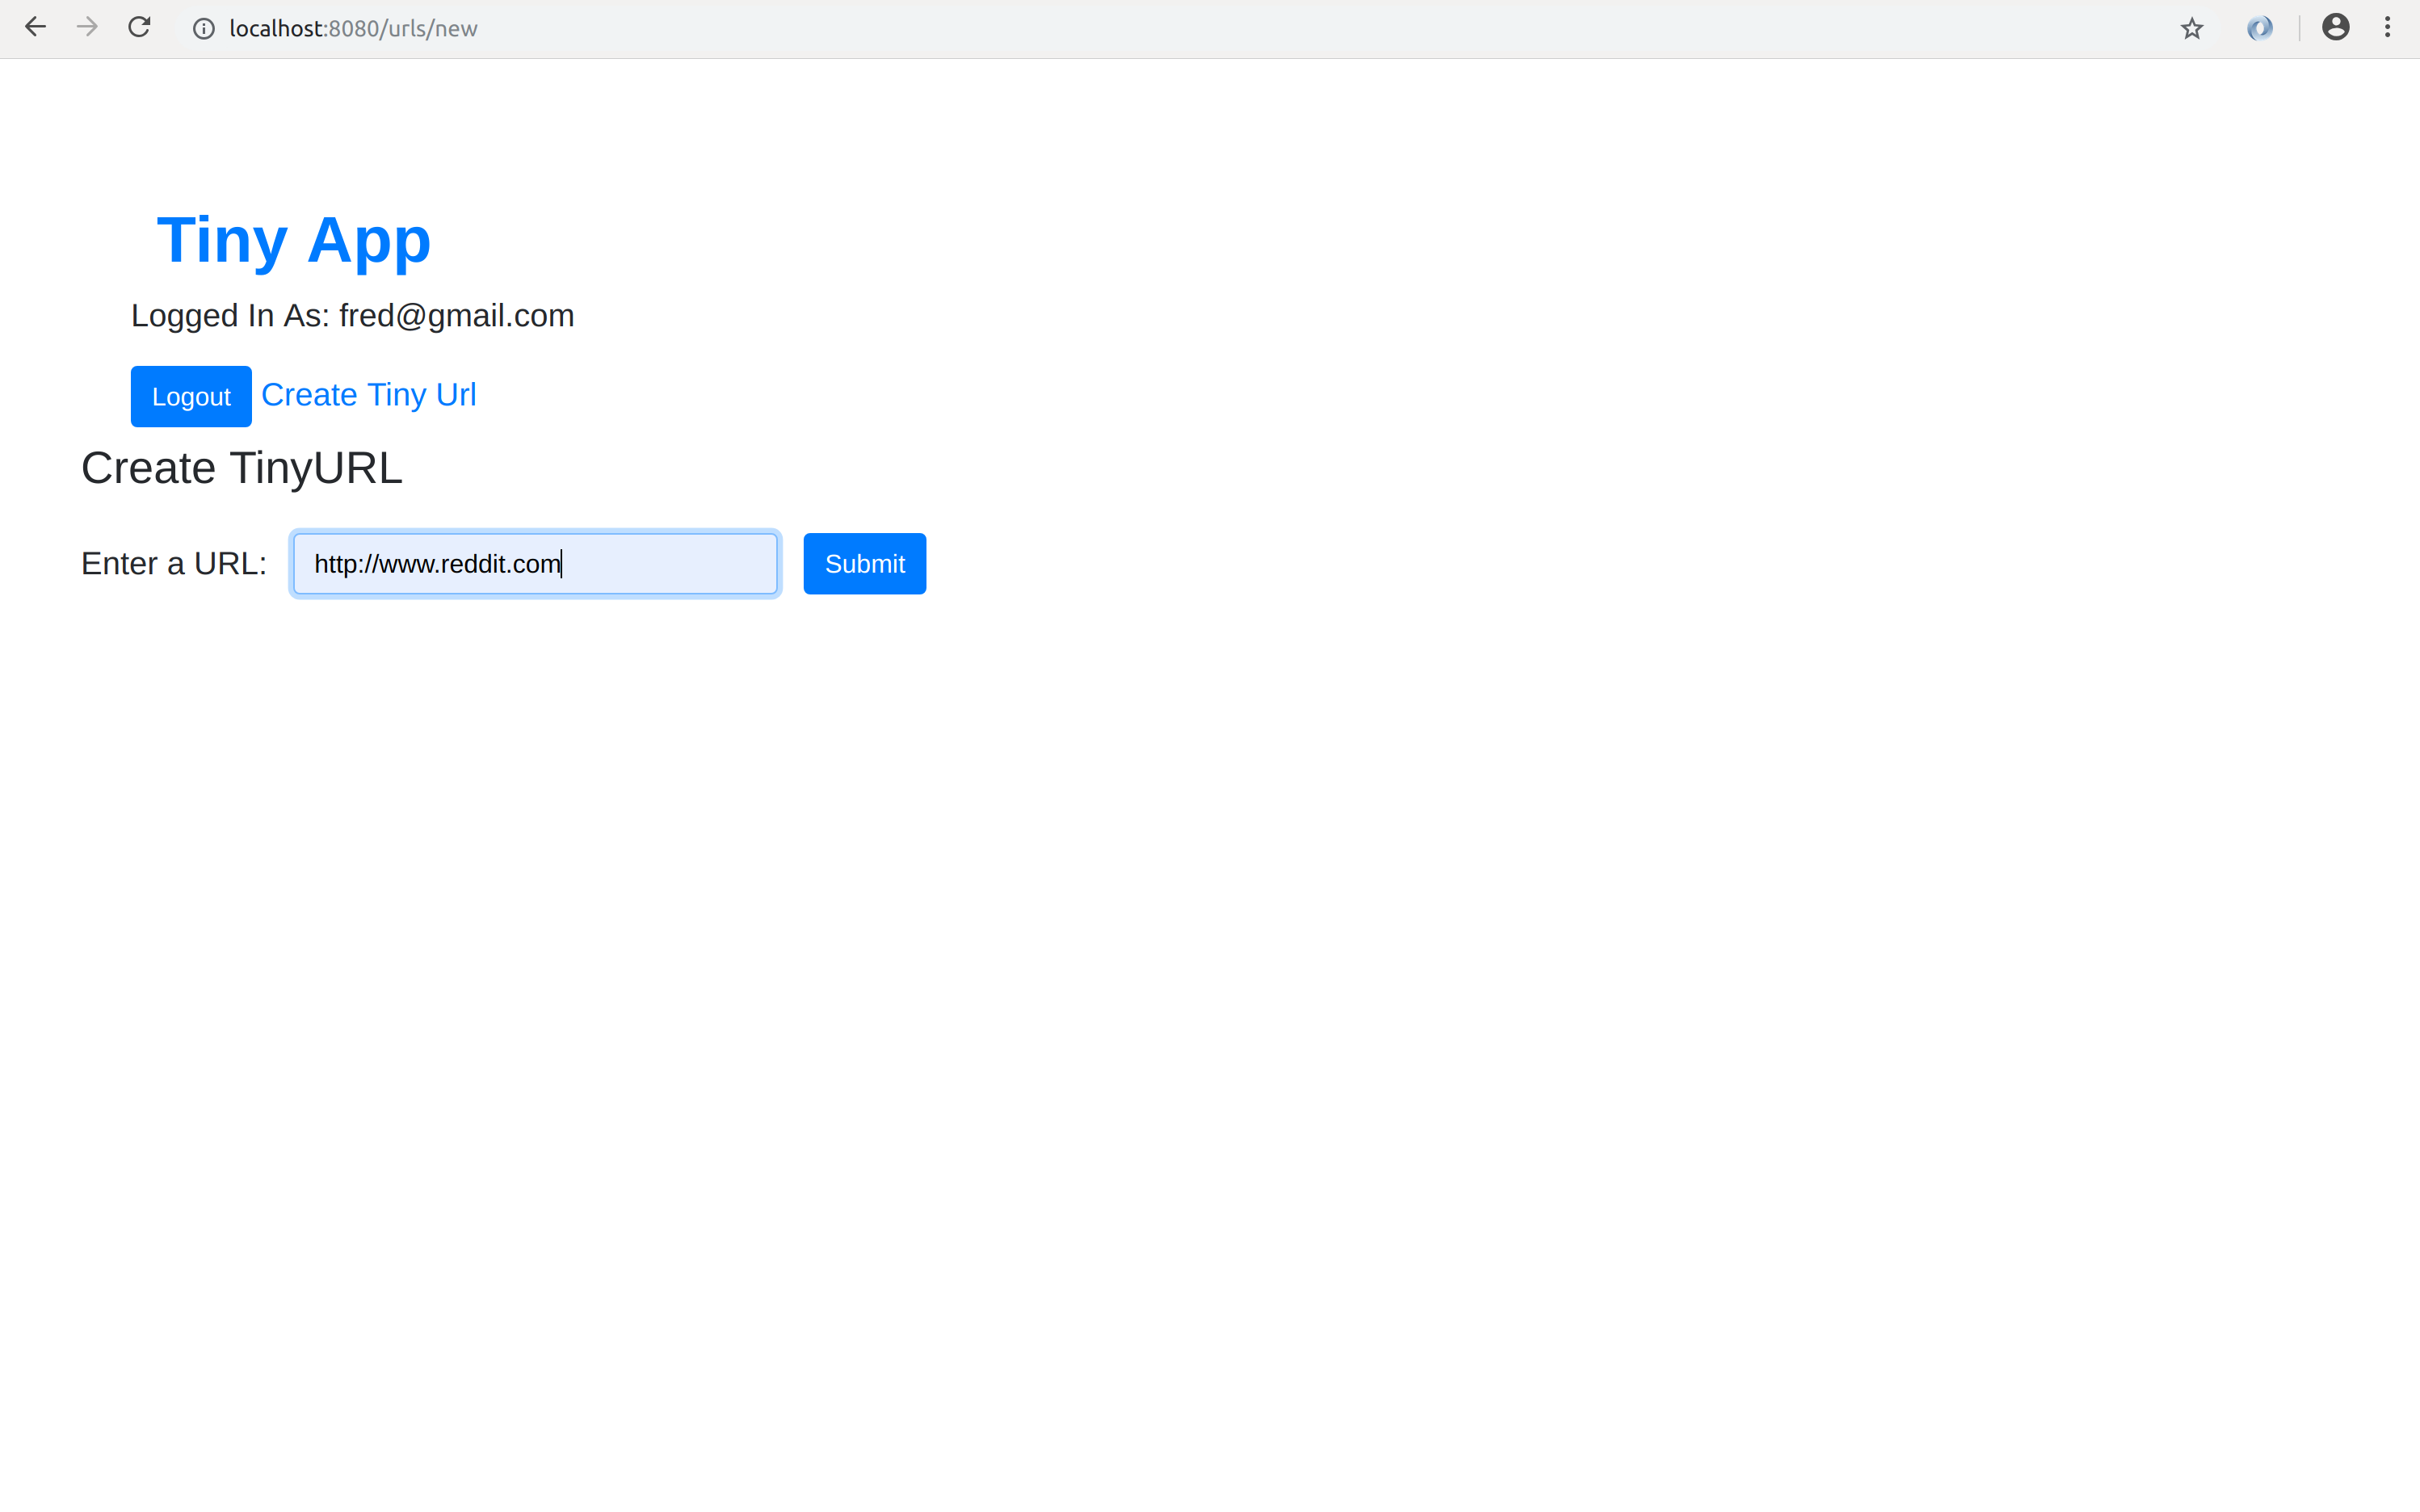 localhost:8080/urls/new
Tiny App
Logged In As: fred@gmail.com
Logout Create Tiny Url
Create TinyURL
Enter a URL: http://www.reddit.com Submit